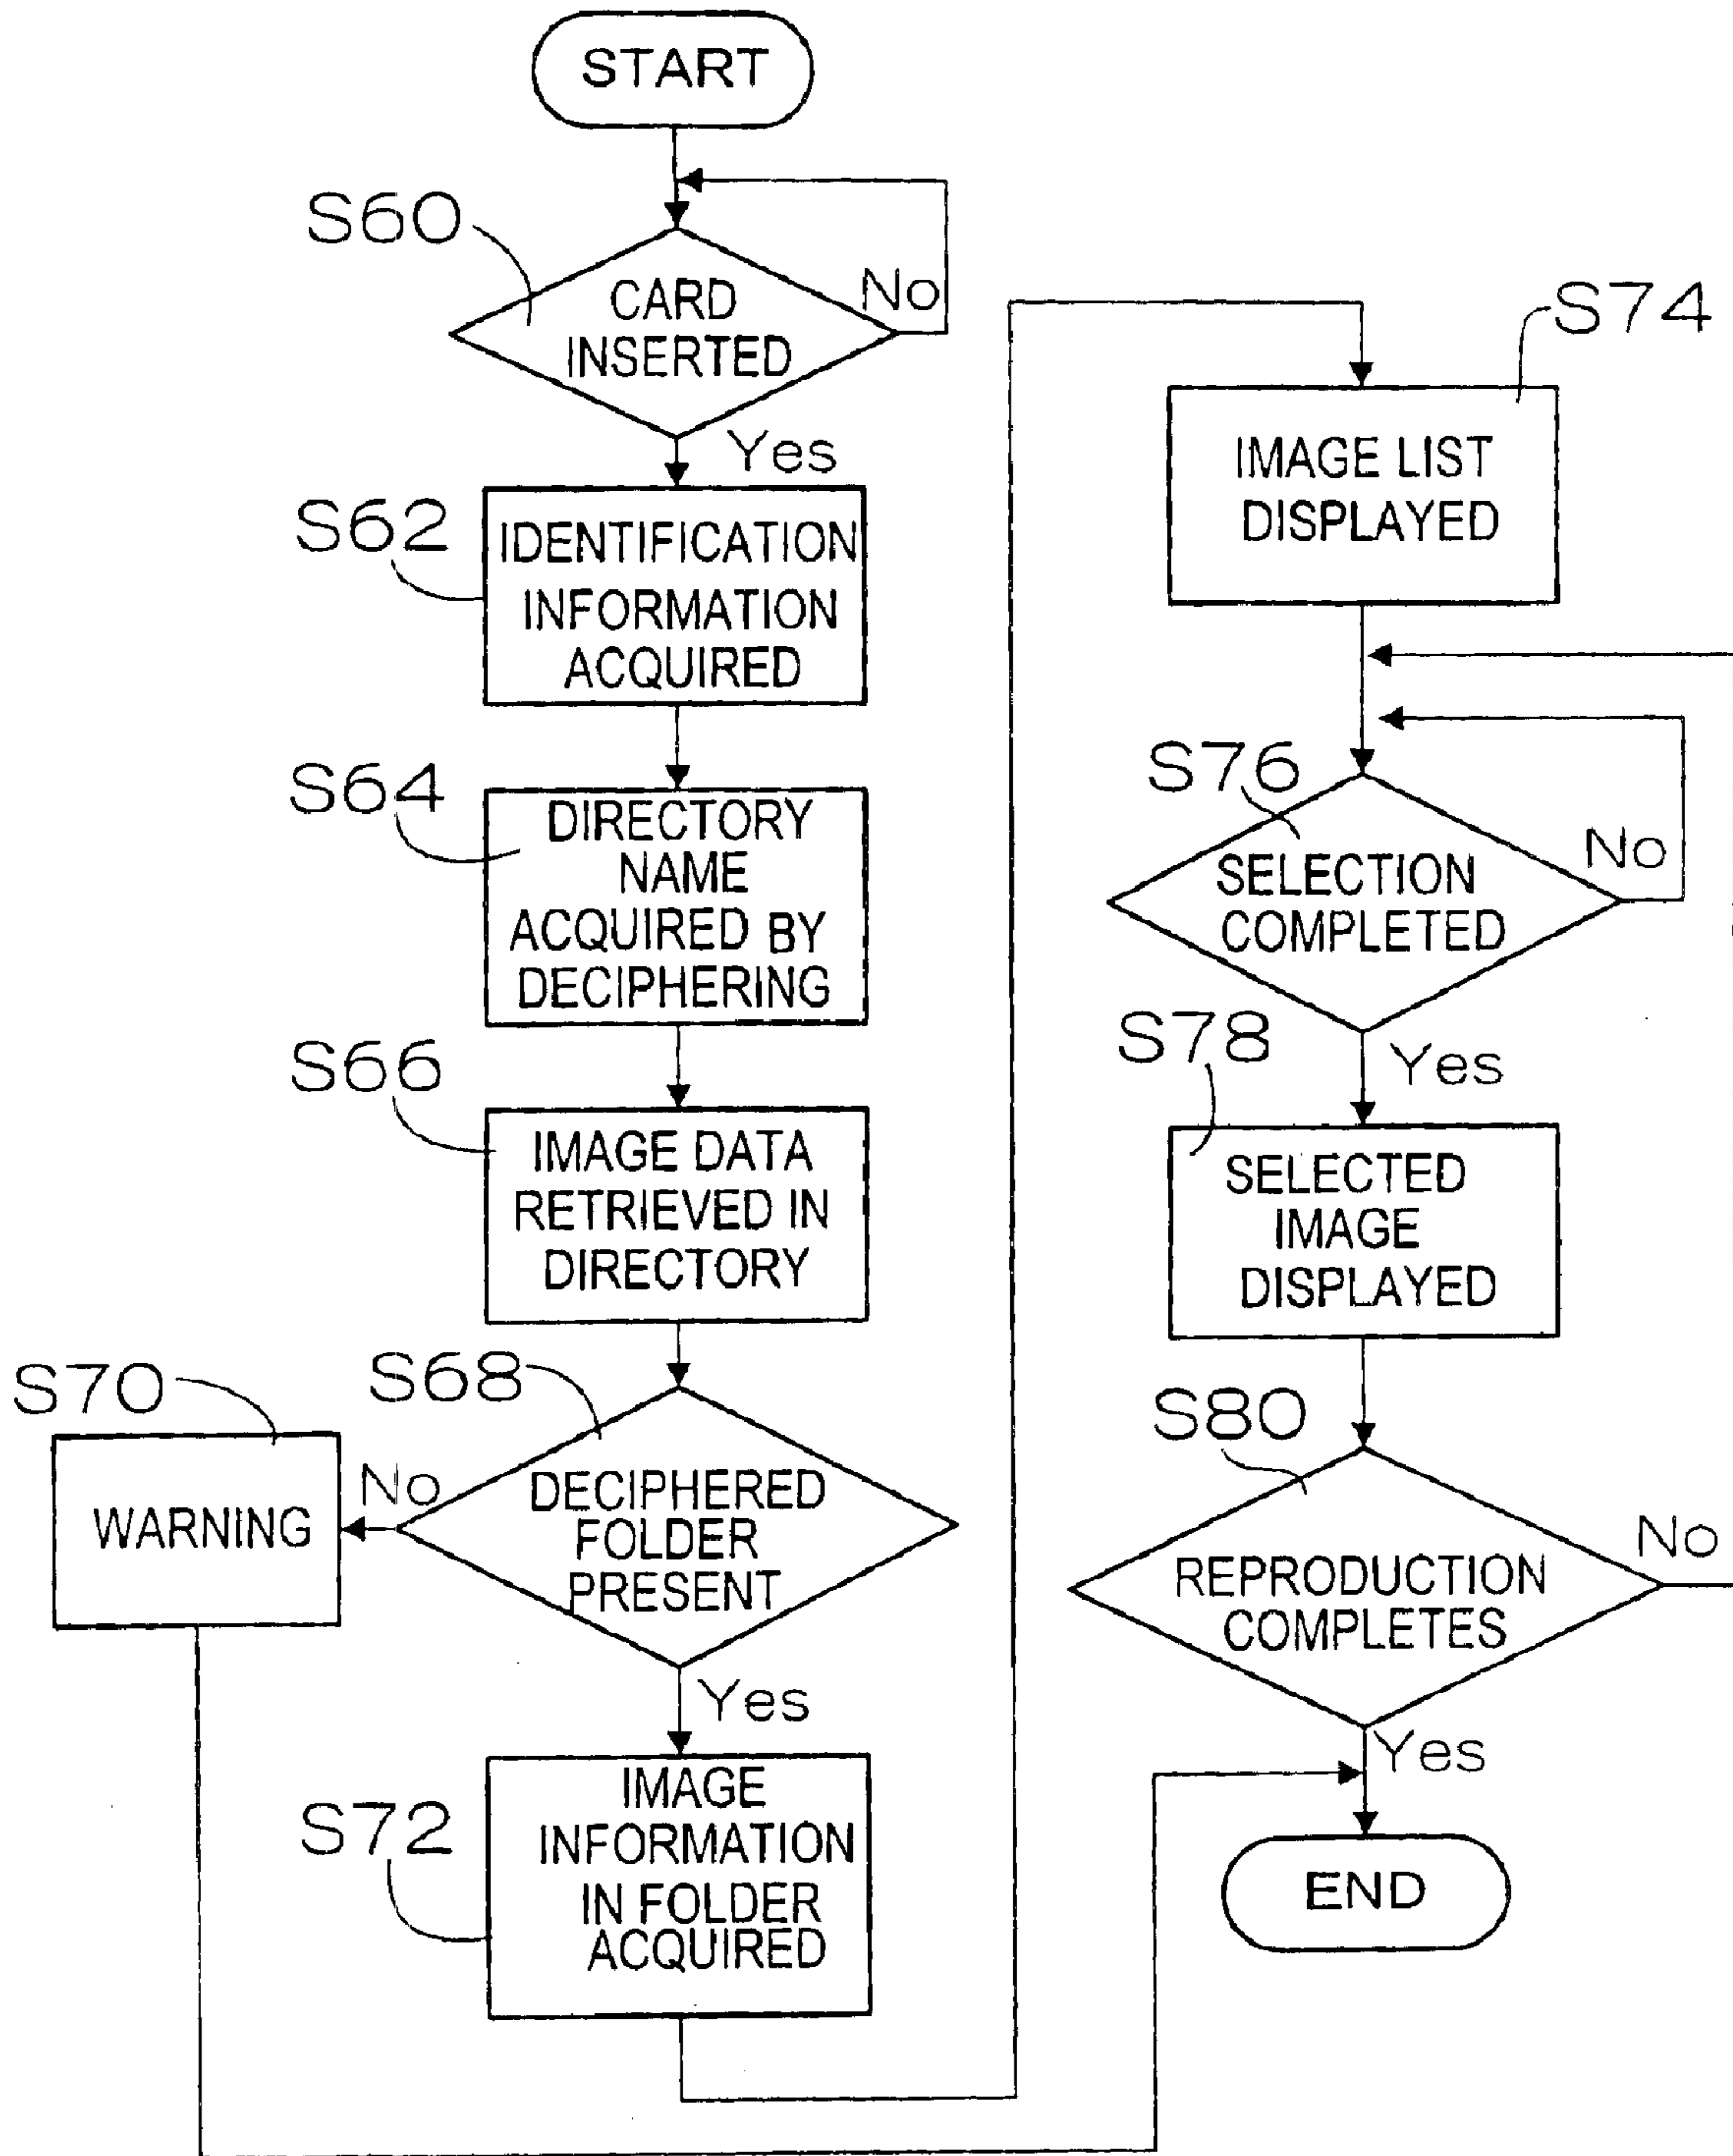 START
S60
CARD
INSERTED
No
Yes
S62
IDENTIFICATION
INFORMATION
ACQUIRED
S64
DIRECTORY
NAME
ACQUIRED BY
DECIPHERING
S66
IMAGE DATA
RETRIEVED IN
DIRECTORY
S68
DECIPHERED
FOLDER
PRESENT
No
S70
WARNING
Yes
S72
IMAGE
INFORMATION
IN FOLDER
ACQUIRED
S74
IMAGE LIST
DISPLAYED
S76
SELECTION
COMPLETED
No
Yes
S78
SELECTED
IMAGE
DISPLAYED
S80
REPRODUCTION
COMPLETES
No
Yes
END